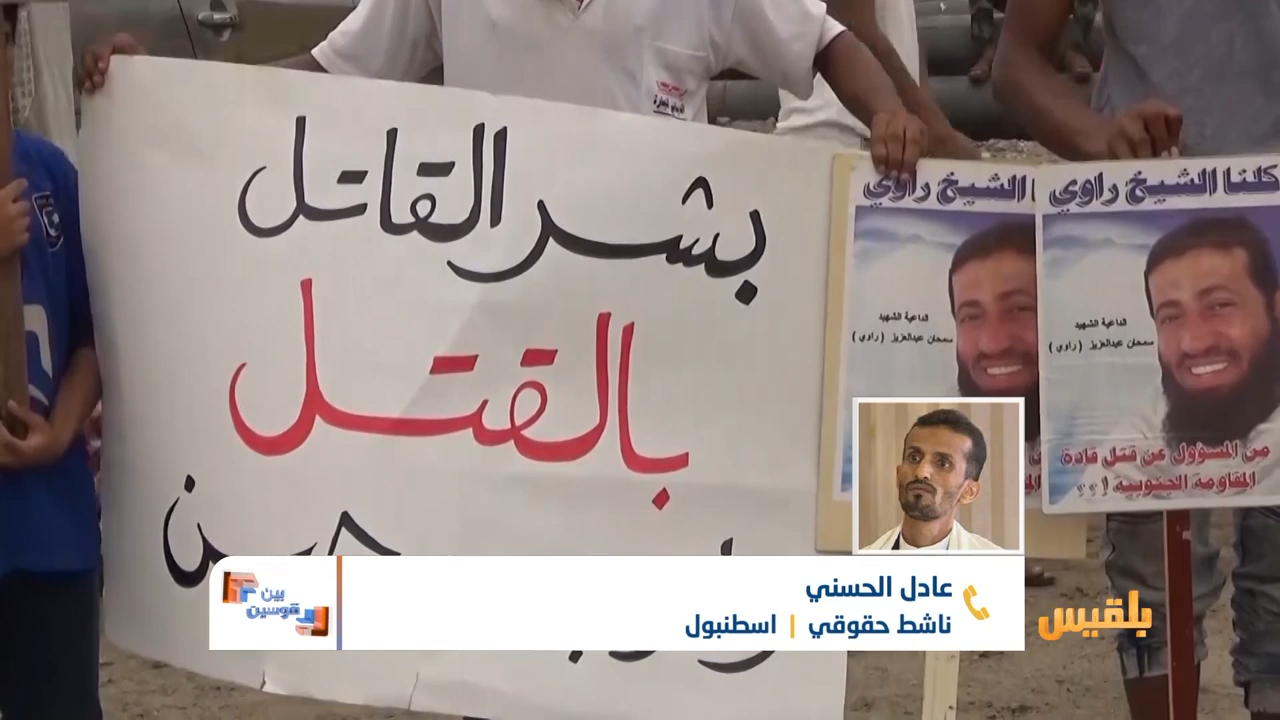 بشر القاتل
بالقتل
كلنا الشيخ راوي
الداعية الشهيد
سمحان عبدالعزيز ( راوي )
من المسؤول عن قتل قادة
المقاومة الجنوبية !؟؟
الشيخ راوي
الداعية الشهيد
سمحان عبدالعزيز ( راوي )
عادل الحسني
ناشط حقوقي | اسطنبول
بين
قوسين
بلقيس